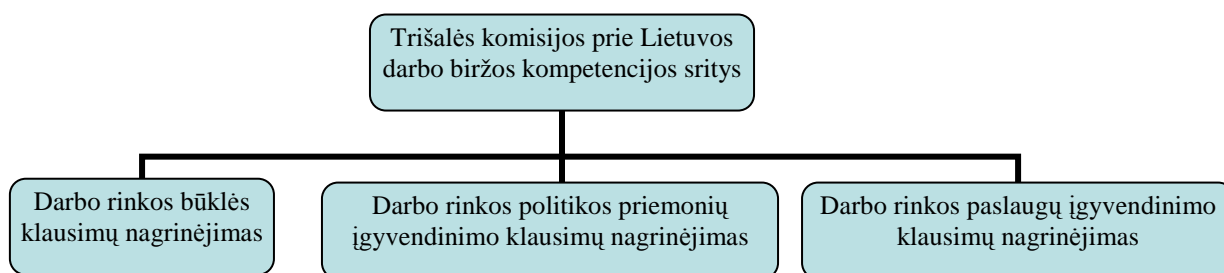 Trišalės komisijos prie Lietuvos
darbo biržos kompetencijos sritys
Darbo rinkos būklės
klausimų nagrinėjimas
Darbo rinkos politikos priemonių
įgyvendinimo klausimų nagrinėjimas
Darbo rinkos paslaugų įgyvendinimo
klausimų nagrinėjimas